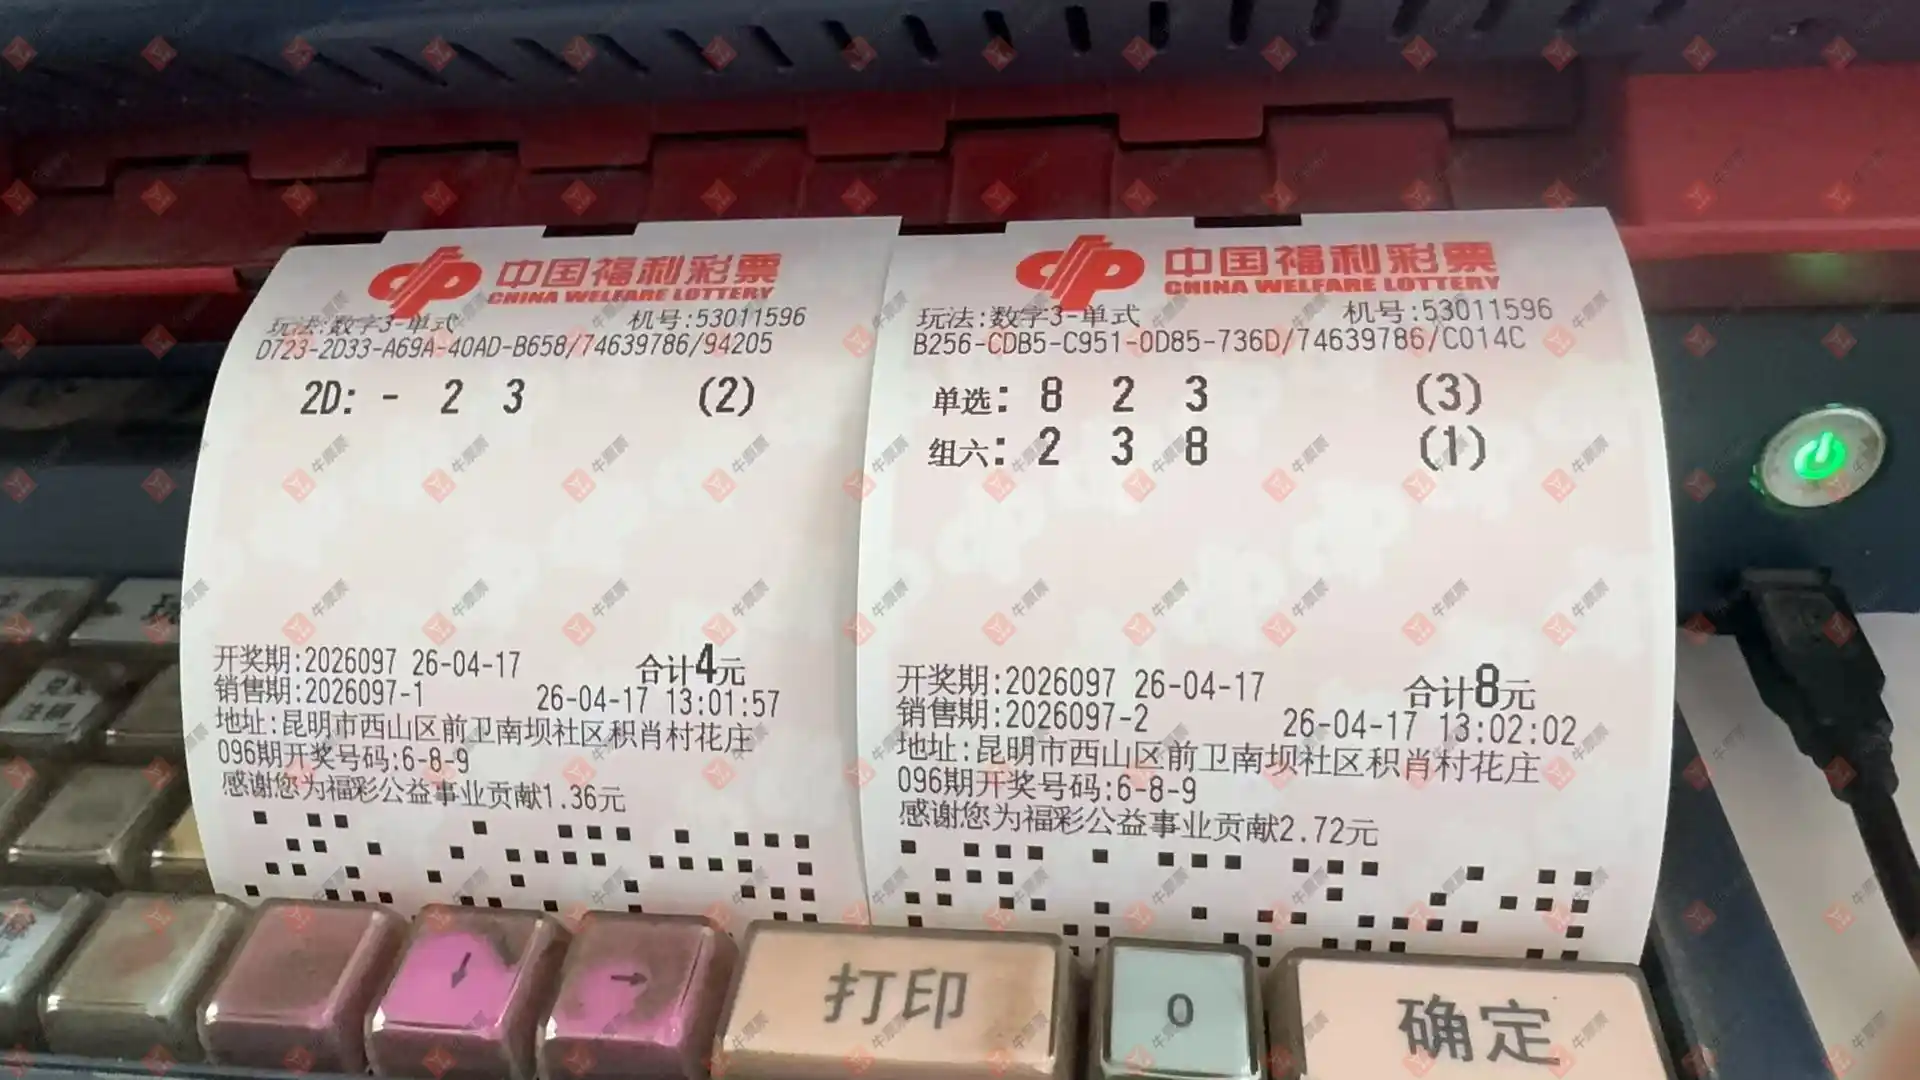 中国福利彩票
CHINA WELFARE LOTTERY
玩法:数字3-单式 机号:53011596
D723-2D33-A69A-40AD-B658/74639786/94205
2D: - 2 3 (2)
开奖期:2026097 26-04-17 合计4元
销售期:2026097-1 26-04-17 13:01:57
地址:昆明市西山区前卫南坝社区积肖村花庄
096期开奖号码:6-8-9
感谢您为福彩公益事业贡献1.36元
中国福利彩票
CHINA WELFARE LOTTERY
玩法:数字3-单式 机号:53011596
B256-CDB5-C951-0D85-736D/74639786/C014C
单选: 8 2 3 (3)
组六: 2 3 8 (1)
开奖期:2026097 26-04-17 合计8元
销售期:2026097-2 26-04-17 13:02:02
地址:昆明市西山区前卫南坝社区积肖村花庄
096期开奖号码:6-8-9
感谢您为福彩公益事业贡献2.72元
↓
→
打印
0
确定